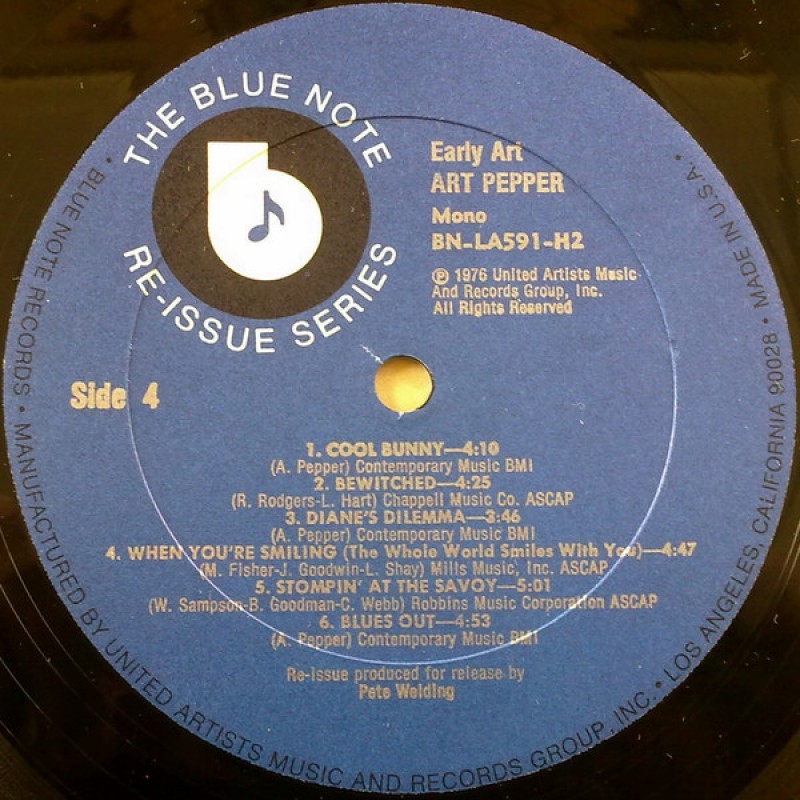 THE BLUE NOTE
RE-ISSUE SERIES
Early Art
ART PEPPER
Mono
BN-LA591-H2
℗ 1976 United Artists Music
And Records Group, Inc.
All Rights Reserved
Side 4
1. COOL BUNNY—4:10
(A. Pepper) Contemporary Music BMI
2. BEWITCHED—4:25
(R. Rodgers-L. Hart) Chappell Music Co. ASCAP
3. DIANE'S DILEMMA—3:46
(A. Pepper) Contemporary Music BMI
4. WHEN YOU'RE SMILING (The Whole World Smiles With You)—4:47
(M. Fisher-J. Goodwin-L. Shay) Mills Music, Inc. ASCAP
5. STOMPIN' AT THE SAVOY—5:01
(W. Sampson-B. Goodman-C. Webb) Robbins Music Corporation ASCAP
6. BLUES OUT—4:53
(A. Pepper) Contemporary Music BMI
Re-issue produced for release by
Pete Welding
• BLUE NOTE RECORDS • MANUFACTURED BY UNITED ARTISTS MUSIC AND RECORDS GROUP, INC. • LOS ANGELES, CALIFORNIA 90028 • MADE IN U.S.A. •